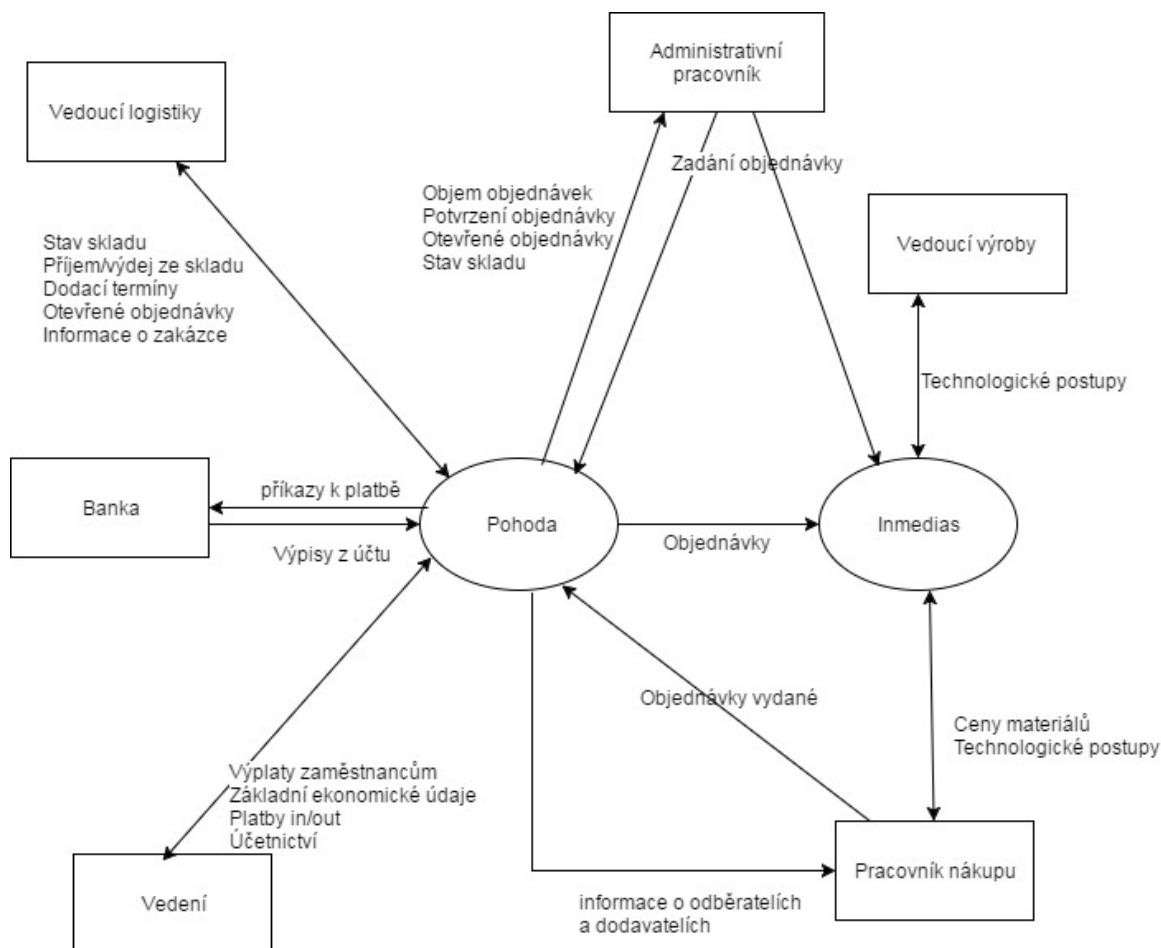 Administrativní
pracovník
Vedoucí logistiky
Zadání objednávky
Objem objednávek
Potvrzení objednávky
Otevřené objednávky
Stav skladu
Vedoucí výroby
Stav skladu
Příjem/výdej ze skladu
Dodací termíny
Otevřené objednávky
Informace o zakázce
Technologické postupy
Banka
příkazy k platbě
Výpisy z účtu
Pohoda
Objednávky
Inmedias
Objednávky vydané
Ceny materiálů
Technologické postupy
Výplaty zaměstnancům
Základní ekonomické údaje
Platby in/out
Účetnictví
Vedení
informace o odběratelích
a dodavatelích
Pracovník nákupu